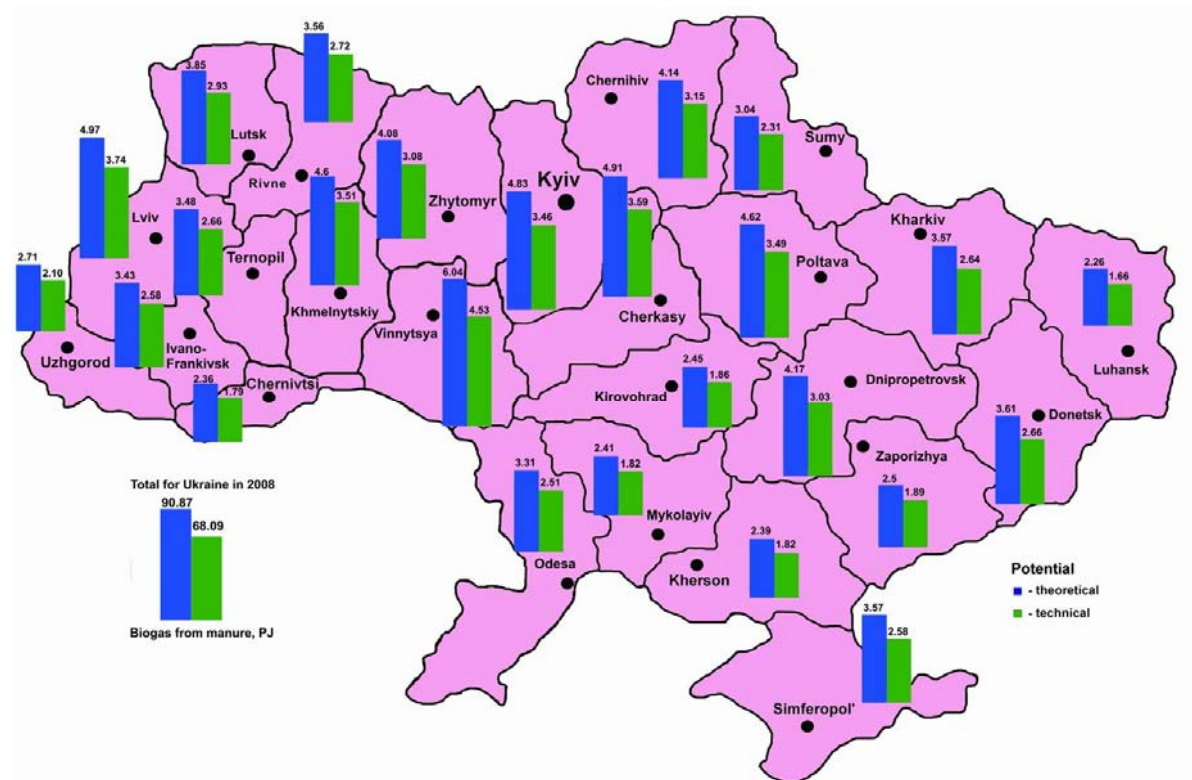 3.56
2.72
3.85
2.93
Lutsk
4.97
3.74
Rivne
4.6
3.51
4.08
3.08
Zhytomyr
Chernihiv
4.14
3.15
3.04
2.31
Sumy
Kyiv
4.83
3.46
4.91
3.59
Cherkasy
4.62
3.49
Poltava
Kharkiv
3.57
2.64
2.26
1.66
Luhansk
Lviv
3.48
2.66
Ternopil
2.71
2.10
Uzhgorod
3.43
2.58
Ivano-
Frankivsk
Khmelnytskiy
Vinnytsya
6.04
4.53
2.36
1.79
Chernivtsi
Kirovohrad
2.45
1.86
4.17
3.03
Dnipropetrovsk
3.61
2.66
Donetsk
Zaporizhya
2.5
1.89
3.31
2.51
Odesa
2.41
1.82
Mykolayiv
2.39
1.82
Kherson
3.57
2.58
Simferopol'
Total for Ukraine in 2008
90.87
68.09
Biogas from manure, PJ
Potential
- theoretical
- technical